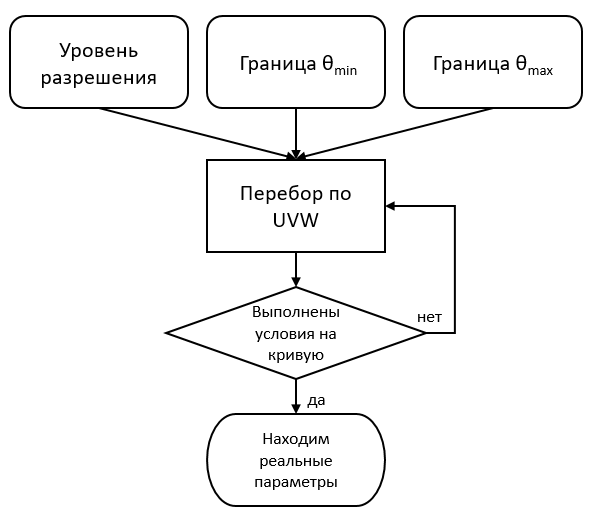 Уровень
разрешения
Граница θmin
Граница θmax
Перебор по
UVW
Выполнены
условия на
кривую
нет
да
Находим
реальные
параметры